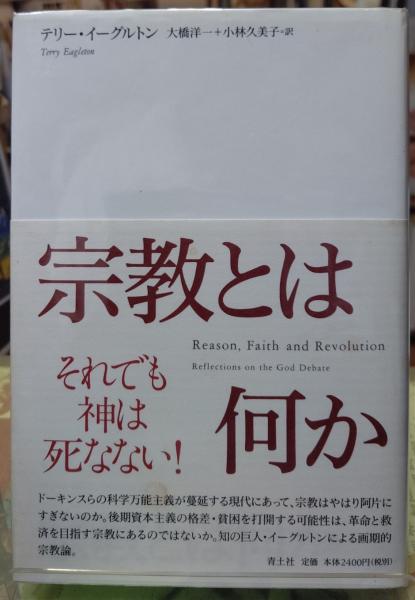 テリー・イーグルトン 大橋洋一+小林久美子・訳
Terry Eagleton
宗教とは
何か
Reason, Faith and Revolution
Reflections on the God Debate
それでも
神は
死なない!
ドーキンスらの科学万能主義が蔓延する現代にあって、宗教はやはり阿片に
すぎないのか。後期資本主義の格差・貧困を打開する可能性は、革命と救
済を目指す宗教にあるのではないか。知の巨人・イーグルトンによる画期的
宗教論。
青土社 定価 本体2400円(税別)